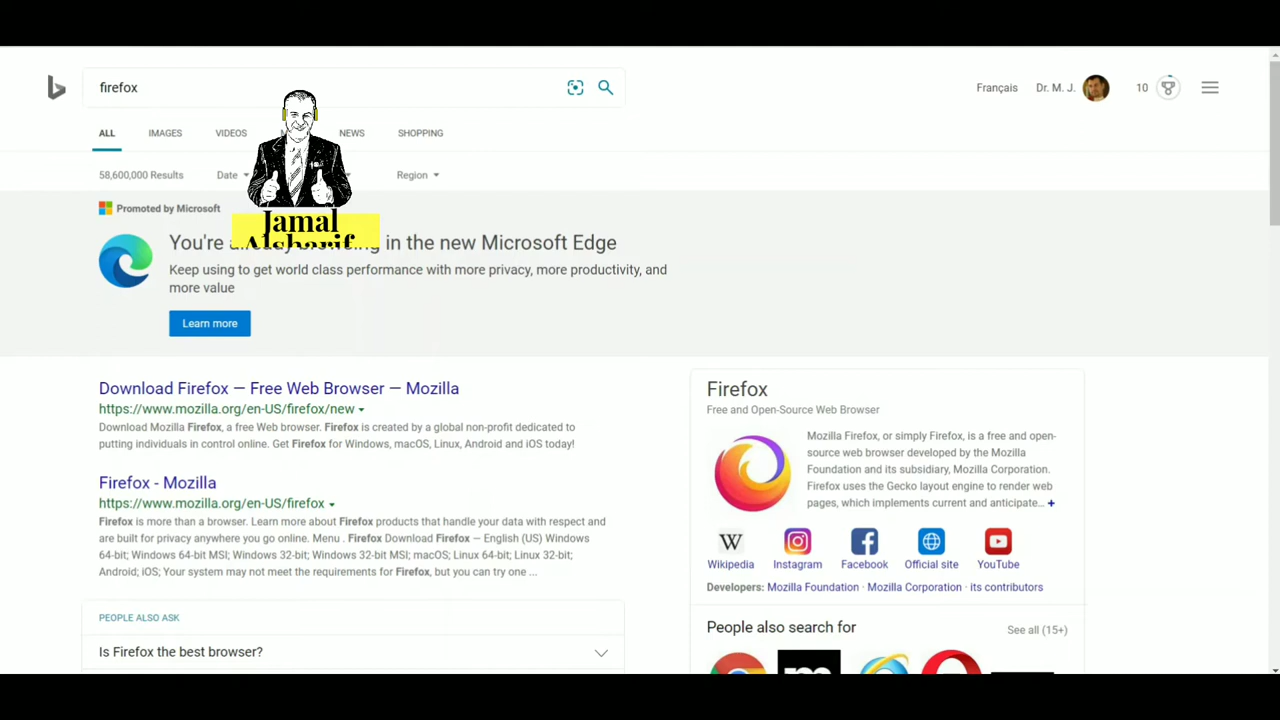 firefox
Français
Dr. M. J.
10
ALL
IMAGES
VIDEOS
NEWS
SHOPPING
58,600,000 Results
Date
Region
Promoted by Microsoft
Jamal
Alsharif
You're already browsing in the new Microsoft Edge
Keep using to get world class performance with more privacy, more productivity, and
more value
Learn more
Download Firefox — Free Web Browser — Mozilla
https://www.mozilla.org/en-US/firefox/new
Download Mozilla Firefox, a free Web browser. Firefox is created by a global non-profit dedicated to
putting individuals in control online. Get Firefox for Windows, macOS, Linux, Android and iOS today!
Firefox - Mozilla
https://www.mozilla.org/en-US/firefox
Firefox is more than a browser. Learn more about Firefox products that handle your data with respect and
are built for privacy anywhere you go online. Menu . Firefox Download Firefox — English (US) Windows
64-bit; Windows 64-bit MSI; Windows 32-bit; Windows 32-bit MSI; macOS; Linux 64-bit; Linux 32-bit;
Android; iOS; Your system may not meet the requirements for Firefox, but you can try one ...
PEOPLE ALSO ASK
Is Firefox the best browser?
Firefox
Free and Open-Source Web Browser
Mozilla Firefox, or simply Firefox, is a free and open-
source web browser developed by the Mozilla
Foundation and its subsidiary, Mozilla Corporation.
Firefox uses the Gecko layout engine to render web
pages, which implements current and anticipate... +
W
Wikipedia
Instagram
Facebook
Official site
YouTube
Developers: Mozilla Foundation · Mozilla Corporation · its contributors
People also search for
See all (15+)